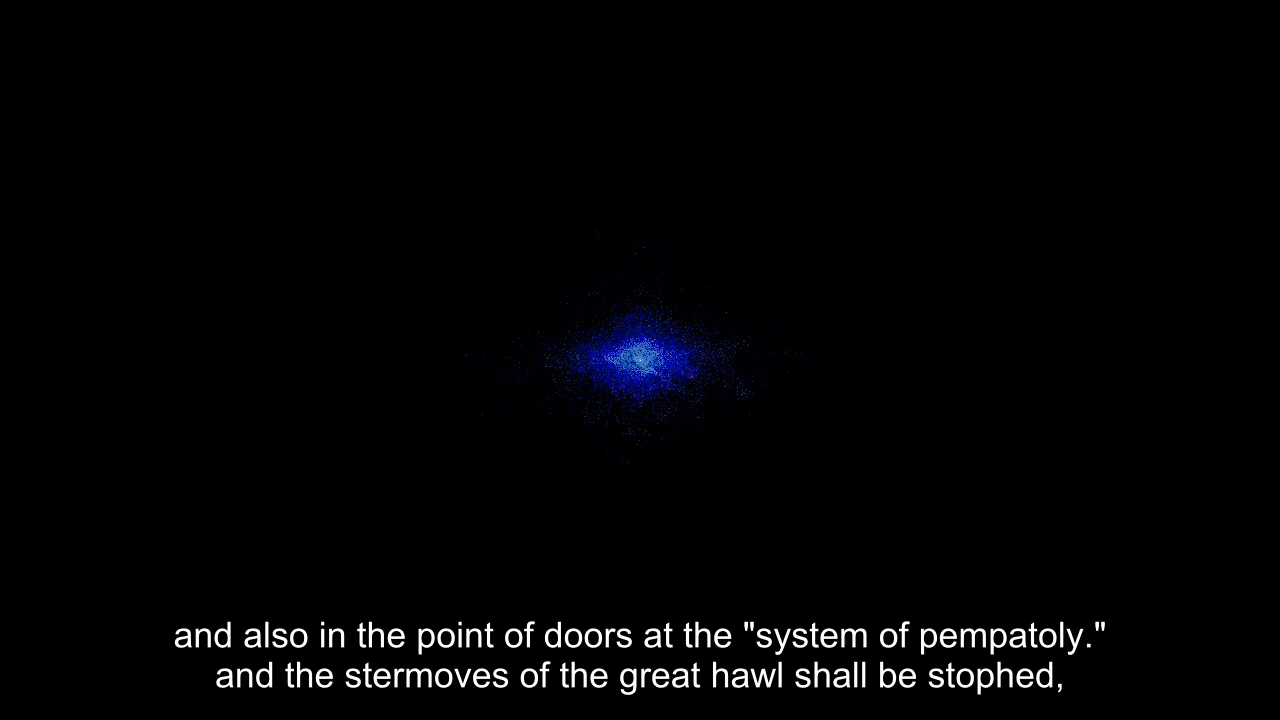 and also in the point of doors at the "system of pempatoly."
and the stermoves of the great hawl shall be stophed,